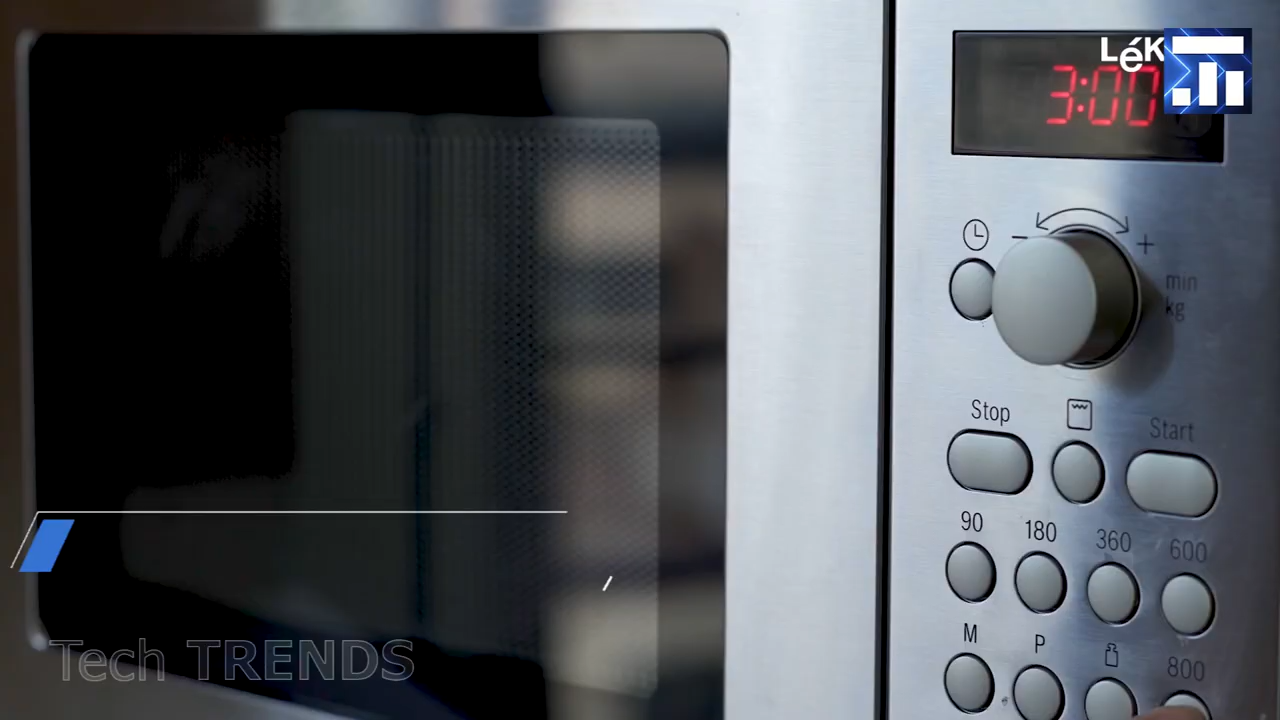 LéK
3:00
- +
min
kg
Stop
Start
90 180 360 600
M P 800
Tech TRENDS